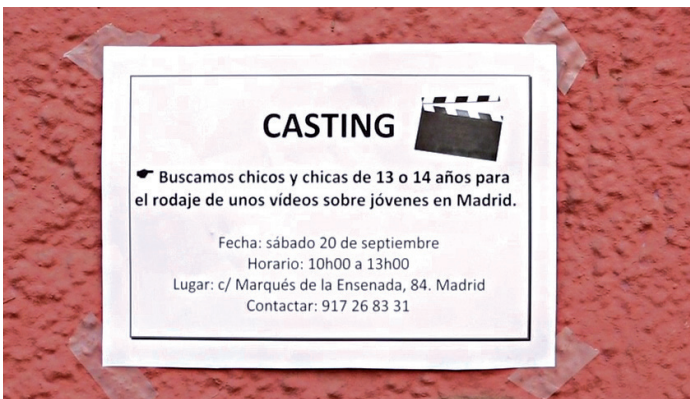 CASTING
☛ Buscamos chicos y chicas de 13 o 14 años para
el rodaje de unos vídeos sobre jóvenes en Madrid.
Fecha: sábado 20 de septiembre
Horario: 10h00 a 13h00
Lugar: c/ Marqués de la Ensenada, 84. Madrid
Contactar: 917 26 83 31